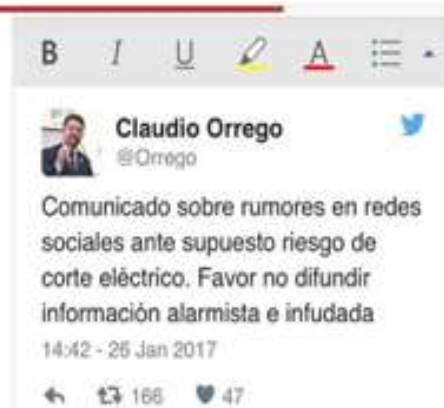 B I U A
Claudio Orrego
@Orrego
Comunicado sobre rumores en redes
sociales ante supuesto riesgo de
corte eléctrico. Favor no difundir
información alarmista e infudada
14:42 - 26 Jan 2017
166 47